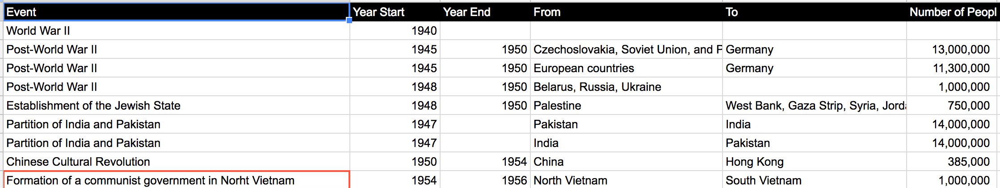 Event Year Start Year End From To Number of Peopl
World War II 1940
Post-World War II 1945 1950 Czechoslovakia, Soviet Union, and P Germany 13,000,000
Post-World War II 1945 1950 European countries Germany 11,300,000
Post-World War II 1948 1950 Belarus, Russia, Ukraine 1,000,000
Establishment of the Jewish State 1948 1950 Palestine West Bank, Gaza Strip, Syria, Jord 750,000
Partition of India and Pakistan 1947 Pakistan India 14,000,000
Partition of India and Pakistan 1947 India Pakistan 14,000,000
Chinese Cultural Revolution 1950 1954 China Hong Kong 385,000
Formation of a communist government in Norht Vietnam 1954 1956 North Vietnam South Vietnam 1,000,000